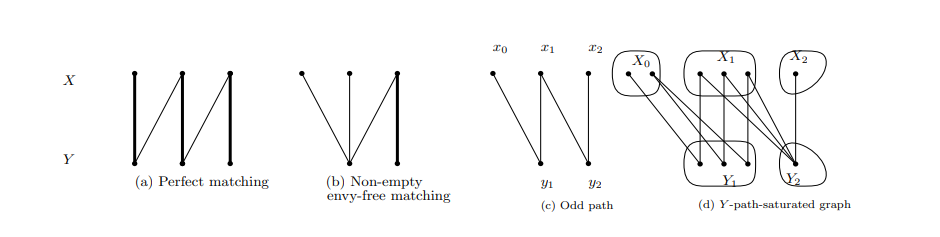 x₀ x₁ x₂
X₀ X₁ X₂
X
Y
y₁ y₂ Y₁ Y₂
(a) Perfect matching
(b) Non-empty
envy-free matching
(c) Odd path
(d) Y-path-saturated graph